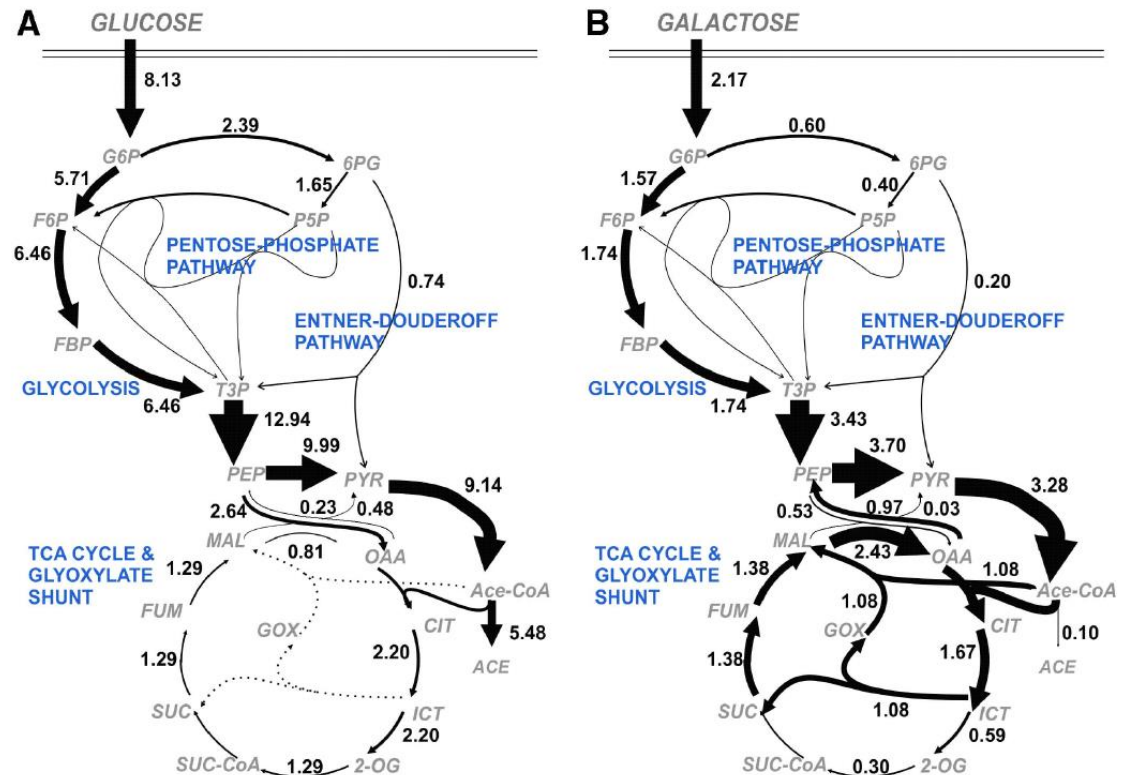 A
GLUCOSE
8.13
2.39
G6P
6PG
5.71
1.65
F6P
P5P
6.46
PENTOSE-PHOSPHATE
PATHWAY
0.74
ENTNER-DOUDEROFF
PATHWAY
FBP
GLYCOLYSIS
T3P
6.46
12.94
9.99
PEP
PYR
9.14
2.64
0.23
0.48
MAL
0.81
OAA
TCA CYCLE &
GLYOXYLATE
SHUNT
1.29
Ace-CoA
FUM
GOX
CIT
5.48
1.29
2.20
ACE
SUC
ICT
2.20
SUC-CoA
1.29
2-OG
B
GALACTOSE
2.17
0.60
G6P
6PG
1.57
0.40
F6P
P5P
1.74
PENTOSE-PHOSPHATE
PATHWAY
0.20
ENTNER-DOUDEROFF
PATHWAY
FBP
GLYCOLYSIS
T3P
1.74
3.43
3.70
PEP
PYR
3.28
0.53
0.97
0.03
MAL
2.43
OAA
TCA CYCLE &
GLYOXYLATE
SHUNT
1.38
1.08
Ace-CoA
FUM
1.08
GOX
CIT
0.10
1.38
1.67
ACE
SUC
1.08
ICT
0.59
SUC-CoA
0.30
2-OG